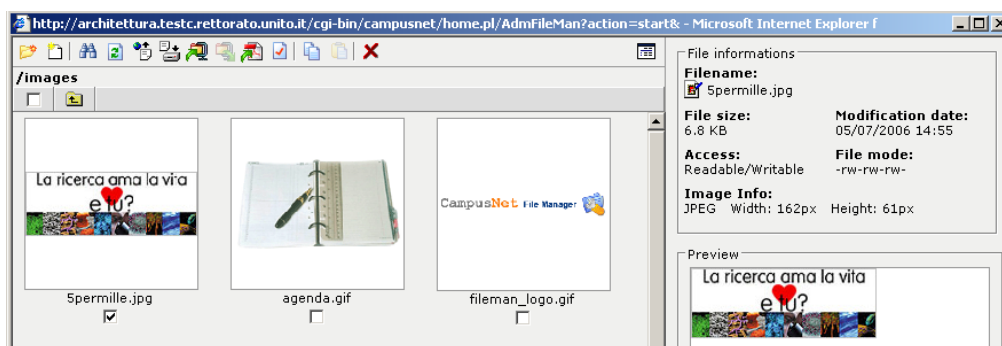 http://architettura.testc.rettorato.unito.it/cgi-bin/campusnet/home.pl/AdmFileMan?action=start& - Microsoft Internet Explorer f
/images
La ricerca ama la vita
e tu?
CampusNet File Manager
5permille.jpg
agenda.gif
fileman_logo.gif
File informations
Filename:
5permille.jpg
File size:
Modification date:
6.8 KB
05/07/2006 14:55
Access:
File mode:
Readable/Writable
-rw-rw-rw-
Image Info:
JPEG Width: 162px Height: 61px
Preview
La ricerca ama la vita
e tu?